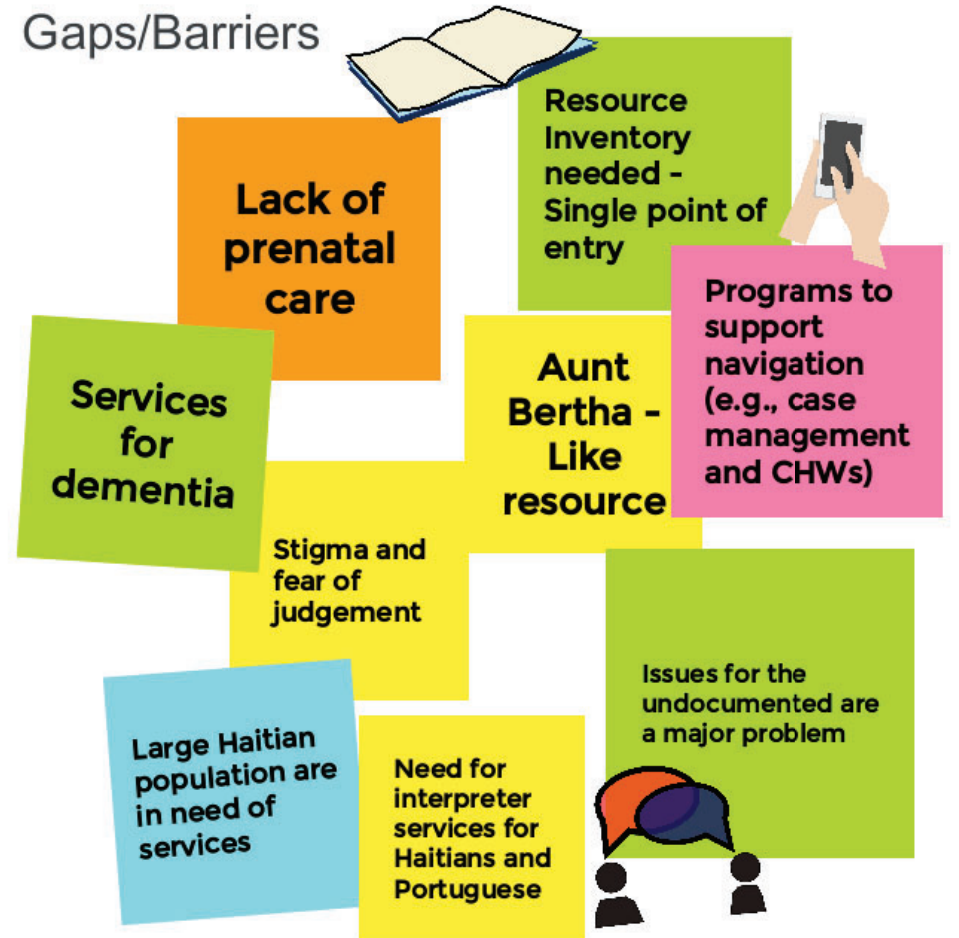 Gaps/Barriers
Resource
Inventory
needed -
Single point of
entry
Lack of
prenatal
care
Programs to
support
navigation
(e.g., case
management
and CHWs)
Aunt
Bertha -
Like
resource
Services
for
dementia
Stigma and
fear of
judgement
Issues for the
undocumented are
a major problem
Large Haitian
population are
in need of
services
Need for
interpreter
services for
Haitians and
Portuguese